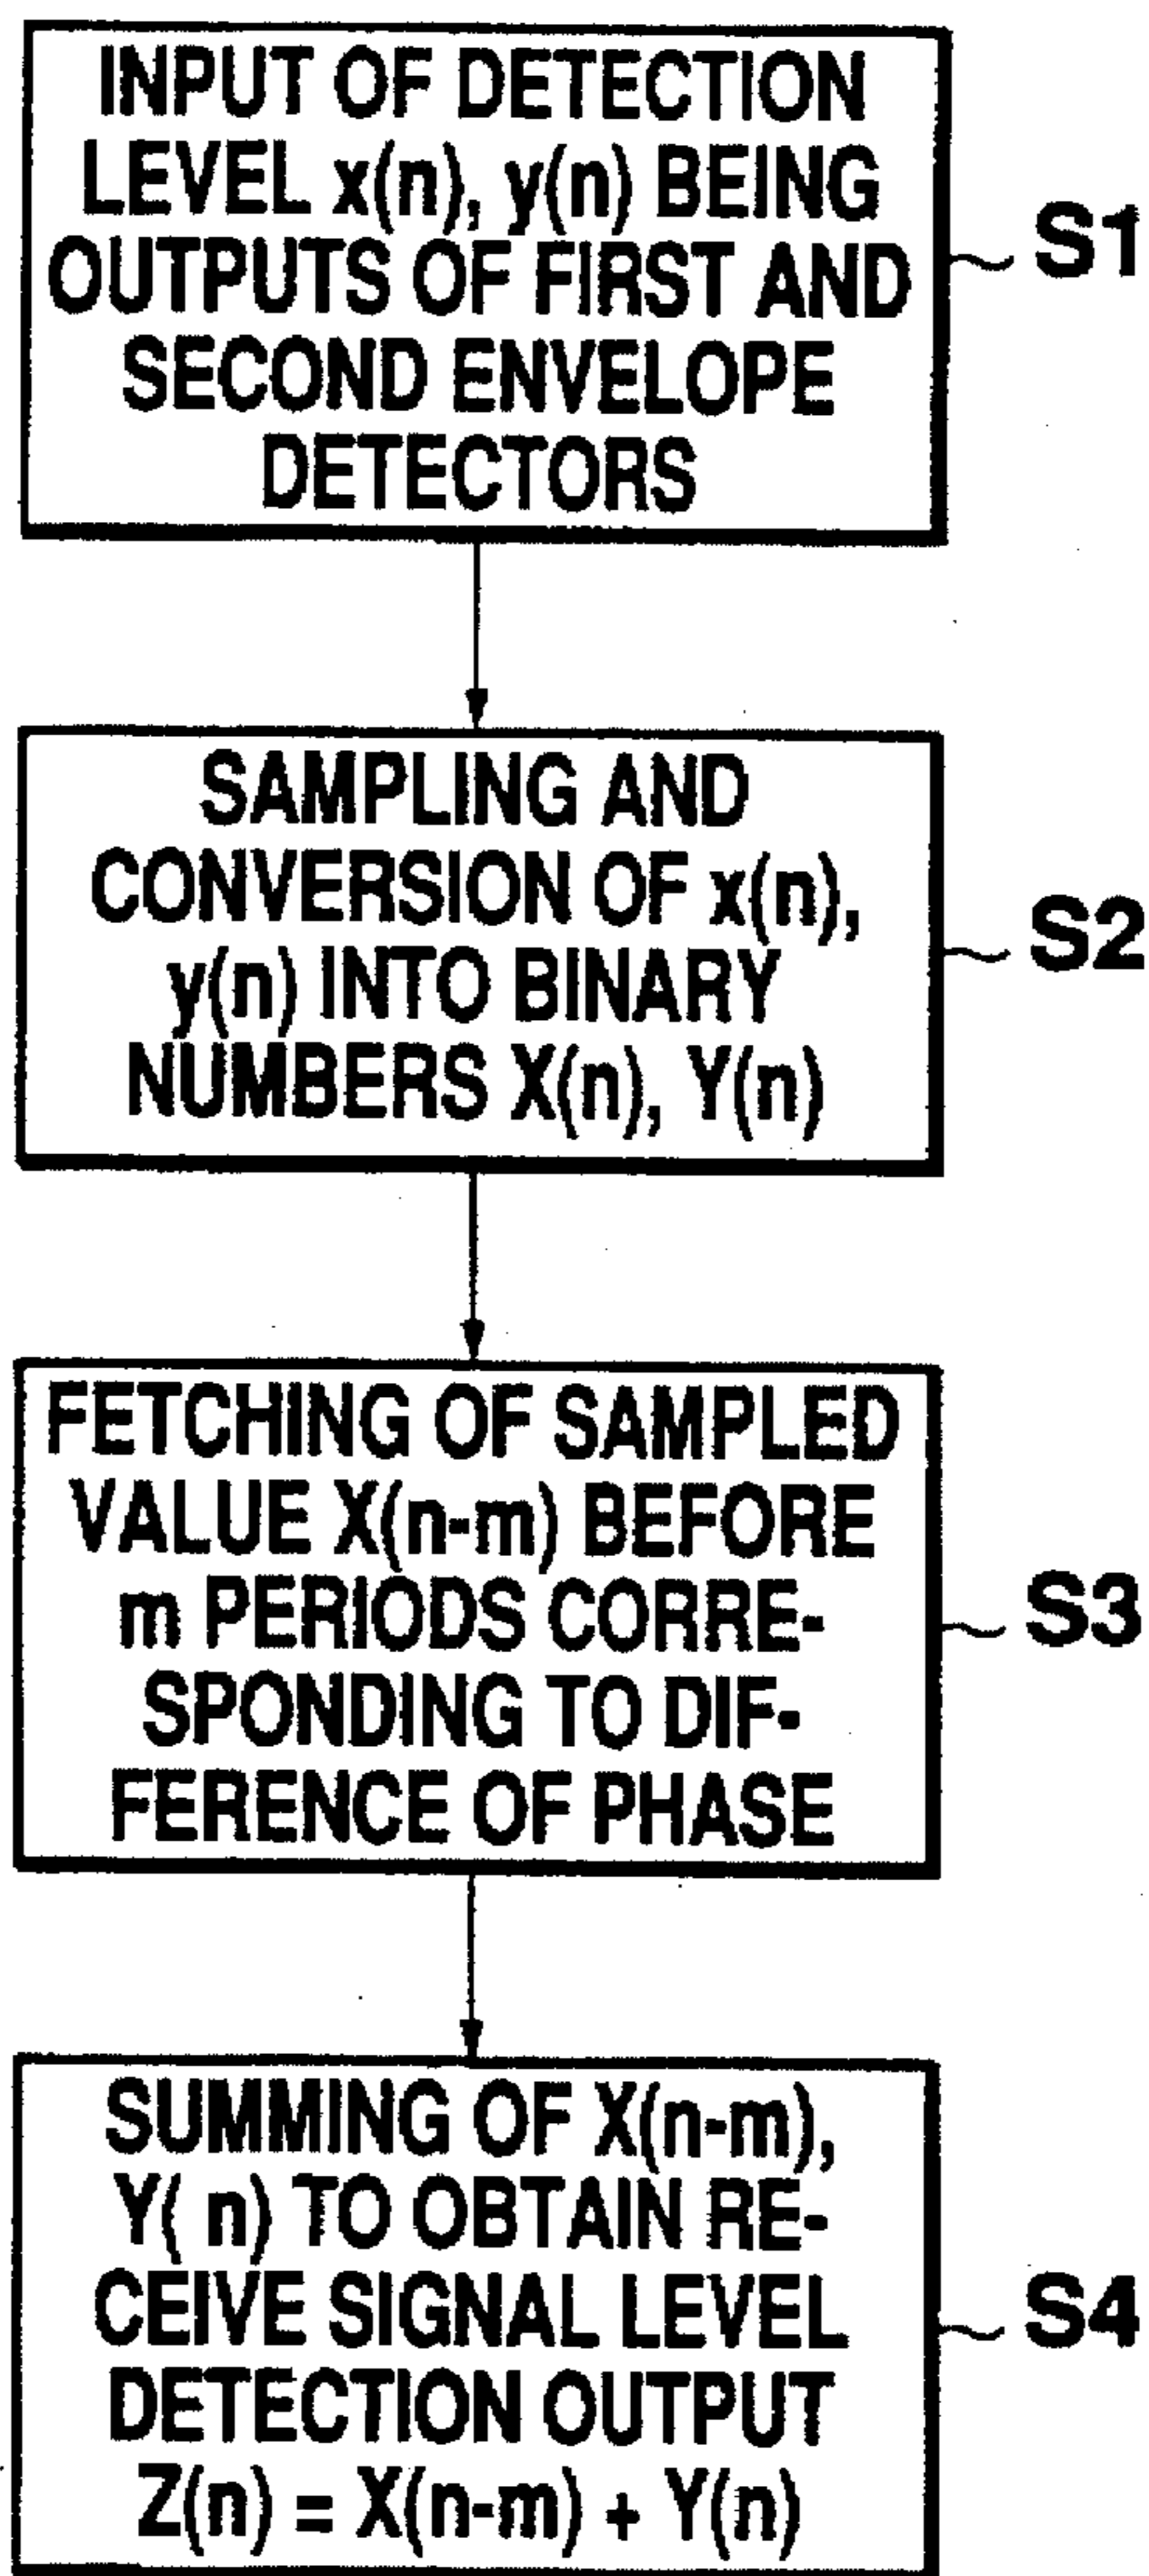 INPUT OF DETECTION
LEVEL x(n), y(n) BEING
OUTPUTS OF FIRST AND
SECOND ENVELOPE
DETECTORS
S1
SAMPLING AND
CONVERSION OF x(n),
y(n) INTO BINARY
NUMBERS X(n), Y(n)
S2
FETCHING OF SAMPLED
VALUE X(n-m) BEFORE
m PERIODS CORRE-
SPONDING TO DIF-
FERENCE OF PHASE
S3
SUMMING OF X(n-m),
Y( n) TO OBTAIN RE-
CEIVE SIGNAL LEVEL
DETECTION OUTPUT
Z(n) = X(n-m) + Y(n)
S4